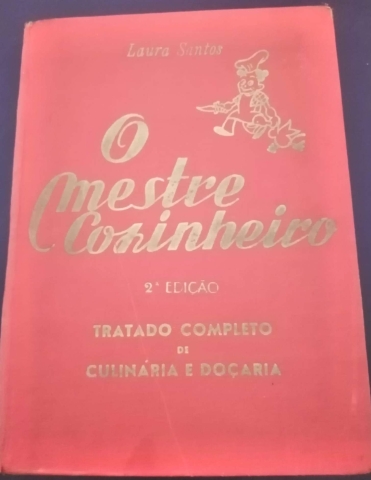 Laura Santos
O
mestre
Cozinheiro
2ª EDIÇÃO
TRATADO COMPLETO
DE
CULINÁRIA E DOÇARIA